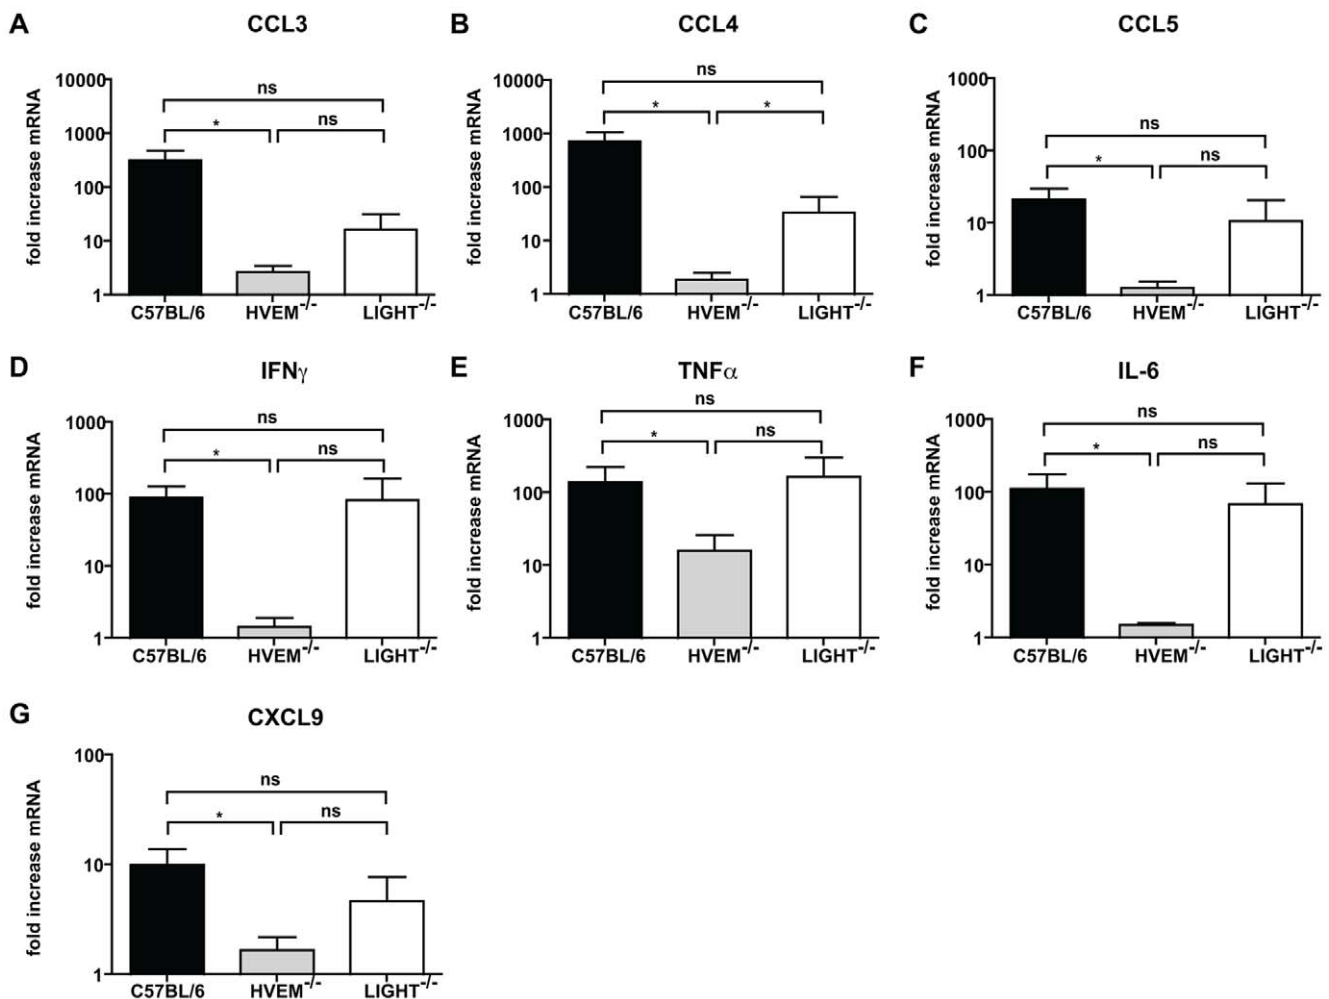 A CCL3
fold increase mRNA
10000
1000
100
10
1
ns
* ns
C57BL/6 HVEM-/- LIGHT-/-
B CCL4
fold increase mRNA
10000
1000
100
10
1
ns
* *
C57BL/6 HVEM-/- LIGHT-/-
C CCL5
fold increase mRNA
1000
100
10
1
ns
* ns
C57BL/6 HVEM-/- LIGHT-/-
D IFNγ
fold increase mRNA
1000
100
10
1
ns
* ns
C57BL/6 HVEM-/- LIGHT-/-
E TNFα
fold increase mRNA
1000
100
10
1
ns
* ns
C57BL/6 HVEM-/- LIGHT-/-
F IL-6
fold increase mRNA
1000
100
10
1
ns
* ns
C57BL/6 HVEM-/- LIGHT-/-
G CXCL9
fold increase mRNA
100
10
1
ns
* ns
C57BL/6 HVEM-/- LIGHT-/-